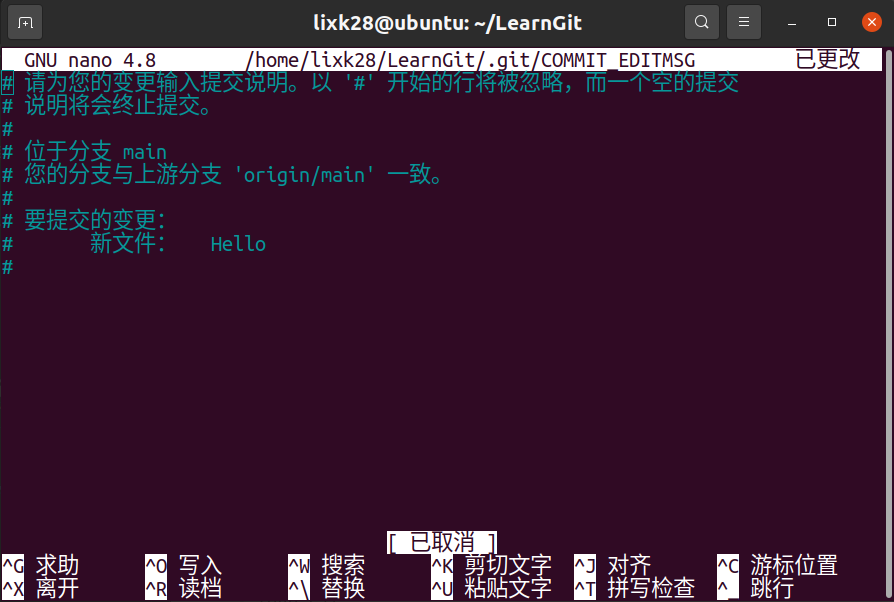 lixk28@ubuntu: ~/LearnGit
GNU nano 4.8 /home/lixk28/LearnGit/.git/COMMIT_EDITMSG 已更改
# 请为您的变更输入提交说明。以 '#' 开始的行将被忽略，而一个空的提交
# 说明将会终止提交。
#
# 位于分支 main
# 您的分支与上游分支 'origin/main' 一致。
#
# 要提交的变更：
# 新文件： Hello
#
[ 已取消 ]
^G 求助 ^O 写入 ^W 搜索 ^K 剪切文字 ^J 对齐 ^C 游标位置
^X 离开 ^R 读档 ^\ 替换 ^U 粘贴文字 ^T 拼写检查 ^_ 跳行